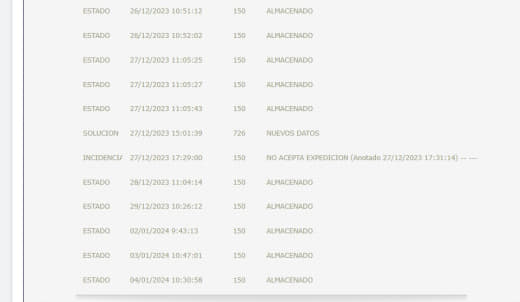 ESTADO 26/12/2023 10:51:12 150 ALMACENADO
ESTADO 26/12/2023 10:52:02 150 ALMACENADO
ESTADO 27/12/2023 11:05:25 150 ALMACENADO
ESTADO 27/12/2023 11:05:27 150 ALMACENADO
ESTADO 27/12/2023 11:05:43 150 ALMACENADO
SOLUCION 27/12/2023 15:01:39 726 NUEVOS DATOS
INCIDENCIA 27/12/2023 17:29:00 150 NO ACEPTA EXPEDICION (Anotado 27/12/2023 17:31:14) -- ---
ESTADO 28/12/2023 11:04:14 150 ALMACENADO
ESTADO 29/12/2023 10:26:12 150 ALMACENADO
ESTADO 02/01/2024 9:43:13 150 ALMACENADO
ESTADO 03/01/2024 10:47:01 150 ALMACENADO
ESTADO 04/01/2024 10:30:58 150 ALMACENADO